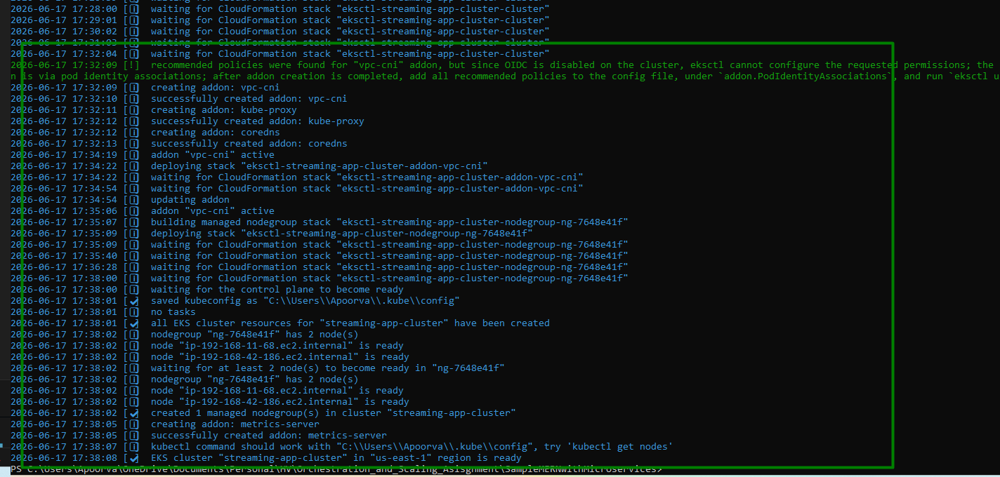 2026-06-17 17:28:00 [i]  waiting for CloudFormation stack "eksctl-streaming-app-cluster-cluster"
2026-06-17 17:29:01 [i]  waiting for CloudFormation stack "eksctl-streaming-app-cluster-cluster"
2026-06-17 17:30:02 [i]  waiting for CloudFormation stack "eksctl-streaming-app-cluster-cluster"
2026-06-17 17:31:03 [i]  waiting for CloudFormation stack "eksctl-streaming-app-cluster-cluster"
2026-06-17 17:32:04 [i]  waiting for CloudFormation stack "eksctl-streaming-app-cluster-cluster"
2026-06-17 17:32:09 [!]  recommended policies were found for "vpc-cni" addon, but since OIDC is disabled on the cluster, eksctl cannot configure the requested permissions; the
n is via pod identity associations; after addon creation is completed, add all recommended policies to the config file, under `addon.PodIdentityAssociations`, and run `eksctl u
2026-06-17 17:32:09 [i]  creating addon: vpc-cni
2026-06-17 17:32:10 [i]  successfully created addon: vpc-cni
2026-06-17 17:32:11 [i]  creating addon: kube-proxy
2026-06-17 17:32:12 [i]  successfully created addon: kube-proxy
2026-06-17 17:32:12 [i]  creating addon: coredns
2026-06-17 17:32:13 [i]  successfully created addon: coredns
2026-06-17 17:34:19 [i]  addon "vpc-cni" active
2026-06-17 17:34:22 [i]  deploying stack "eksctl-streaming-app-cluster-addon-vpc-cni"
2026-06-17 17:34:22 [i]  waiting for CloudFormation stack "eksctl-streaming-app-cluster-addon-vpc-cni"
2026-06-17 17:34:54 [i]  waiting for CloudFormation stack "eksctl-streaming-app-cluster-addon-vpc-cni"
2026-06-17 17:34:54 [i]  updating addon
2026-06-17 17:35:06 [i]  addon "vpc-cni" active
2026-06-17 17:35:07 [i]  building managed nodegroup stack "eksctl-streaming-app-cluster-nodegroup-ng-7648e41f"
2026-06-17 17:35:09 [i]  deploying stack "eksctl-streaming-app-cluster-nodegroup-ng-7648e41f"
2026-06-17 17:35:09 [i]  waiting for CloudFormation stack "eksctl-streaming-app-cluster-nodegroup-ng-7648e41f"
2026-06-17 17:35:40 [i]  waiting for CloudFormation stack "eksctl-streaming-app-cluster-nodegroup-ng-7648e41f"
2026-06-17 17:36:28 [i]  waiting for CloudFormation stack "eksctl-streaming-app-cluster-nodegroup-ng-7648e41f"
2026-06-17 17:38:00 [i]  waiting for CloudFormation stack "eksctl-streaming-app-cluster-nodegroup-ng-7648e41f"
2026-06-17 17:38:00 [i]  waiting for the control plane to become ready
2026-06-17 17:38:01 [✔]  saved kubeconfig as "C:\\Users\\Apoorva\\.kube\\config"
2026-06-17 17:38:01 [i]  no tasks
2026-06-17 17:38:01 [✔]  all EKS cluster resources for "streaming-app-cluster" have been created
2026-06-17 17:38:02 [i]  nodegroup "ng-7648e41f" has 2 node(s)
2026-06-17 17:38:02 [i]  node "ip-192-168-11-68.ec2.internal" is ready
2026-06-17 17:38:02 [i]  node "ip-192-168-42-186.ec2.internal" is ready
2026-06-17 17:38:02 [i]  waiting for at least 2 node(s) to become ready in "ng-7648e41f"
2026-06-17 17:38:02 [i]  nodegroup "ng-7648e41f" has 2 node(s)
2026-06-17 17:38:02 [i]  node "ip-192-168-11-68.ec2.internal" is ready
2026-06-17 17:38:02 [i]  node "ip-192-168-42-186.ec2.internal" is ready
2026-06-17 17:38:02 [✔]  created 1 managed nodegroup(s) in cluster "streaming-app-cluster"
2026-06-17 17:38:05 [i]  creating addon: metrics-server
2026-06-17 17:38:05 [i]  successfully created addon: metrics-server
2026-06-17 17:38:07 [i]  kubectl command should work with "C:\\Users\\Apoorva\\.kube\\config", try 'kubectl get nodes'
2026-06-17 17:38:08 [✔]  EKS cluster "streaming-app-cluster" in "us-east-1" region is ready
PS C:\Users\Apoorva\OneDrive\Documents\Personal\HV\Orchestration_and_Scaling_Asisgnment\SampleMERNwithMicroservices>